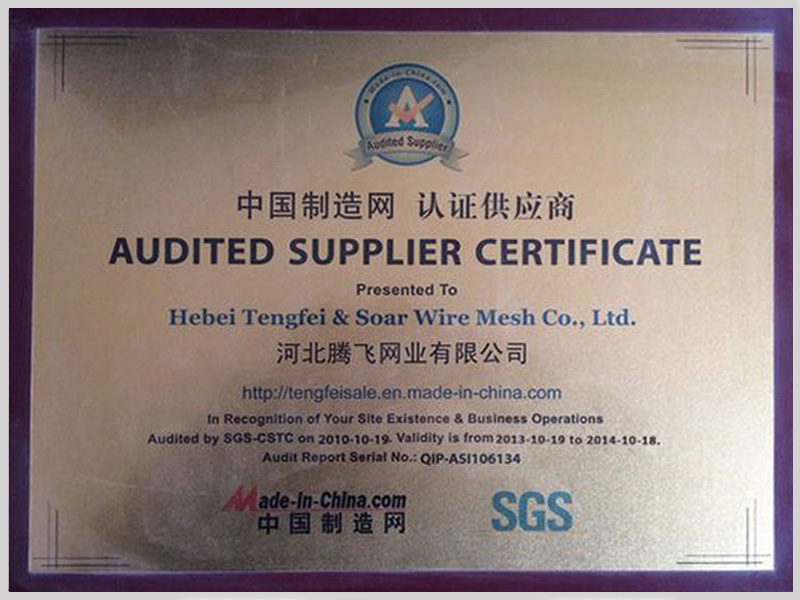 Made-in-China.com
Audited Supplier
中国制造网 认证供应商
AUDITED SUPPLIER CERTIFICATE
Presented To
Hebei Tengfei & Soar Wire Mesh Co., Ltd.
河北腾飞网业有限公司
http://tengfeisale.en.made-in-china.com
In Recognition of Your Site Existence & Business Operations
Audited by SGS-CSTC on 2010-10-19. Validity is from 2013-10-19 to 2014-10-18.
Audit Report Serial No.: QIP-ASI106134
Made-in-China.com
中国制造网
SGS